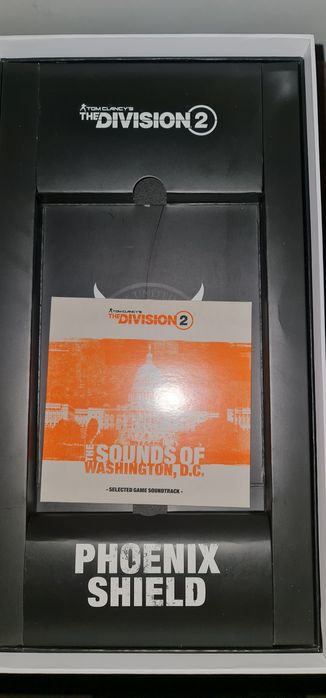 TOM CLANCY'S
THE DIVISION 2
TOM CLANCY'S
THE DIVISION 2
THE SOUNDS OF
WASHINGTON, D.C.
- SELECTED GAME SOUNDTRACK -
PHOENIX
SHIELD